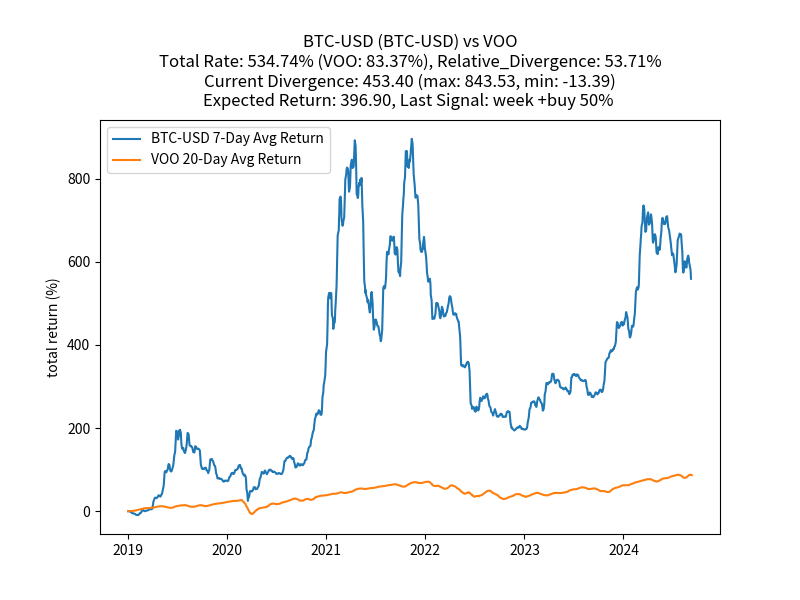 BTC-USD (BTC-USD) vs VOO
Total Rate: 534.74% (VOO: 83.37%), Relative_Divergence: 53.71%
Current Divergence: 453.40 (max: 843.53, min: -13.39)
Expected Return: 396.90, Last Signal: week +buy 50%
BTC-USD 7-Day Avg Return
VOO 20-Day Avg Return
total return (%)
800
600
400
200
0
2019 2020 2021 2022 2023 2024